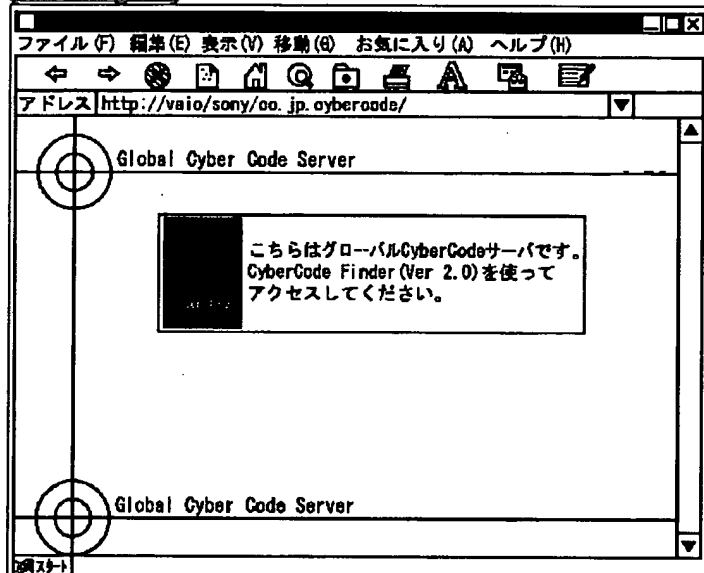 ファイル(F) 編集(E) 表示(V) 移動(G) お気に入り(A) ヘルプ(H)
アドレス http://vaio/sony/co.jp.cybercode/
Global Cyber Code Server
こちらはグローバルCyberCodeサーバです。
CyberCode Finder(Ver 2.0)を使って
アクセスしてください。
Global Cyber Code Server
スタート